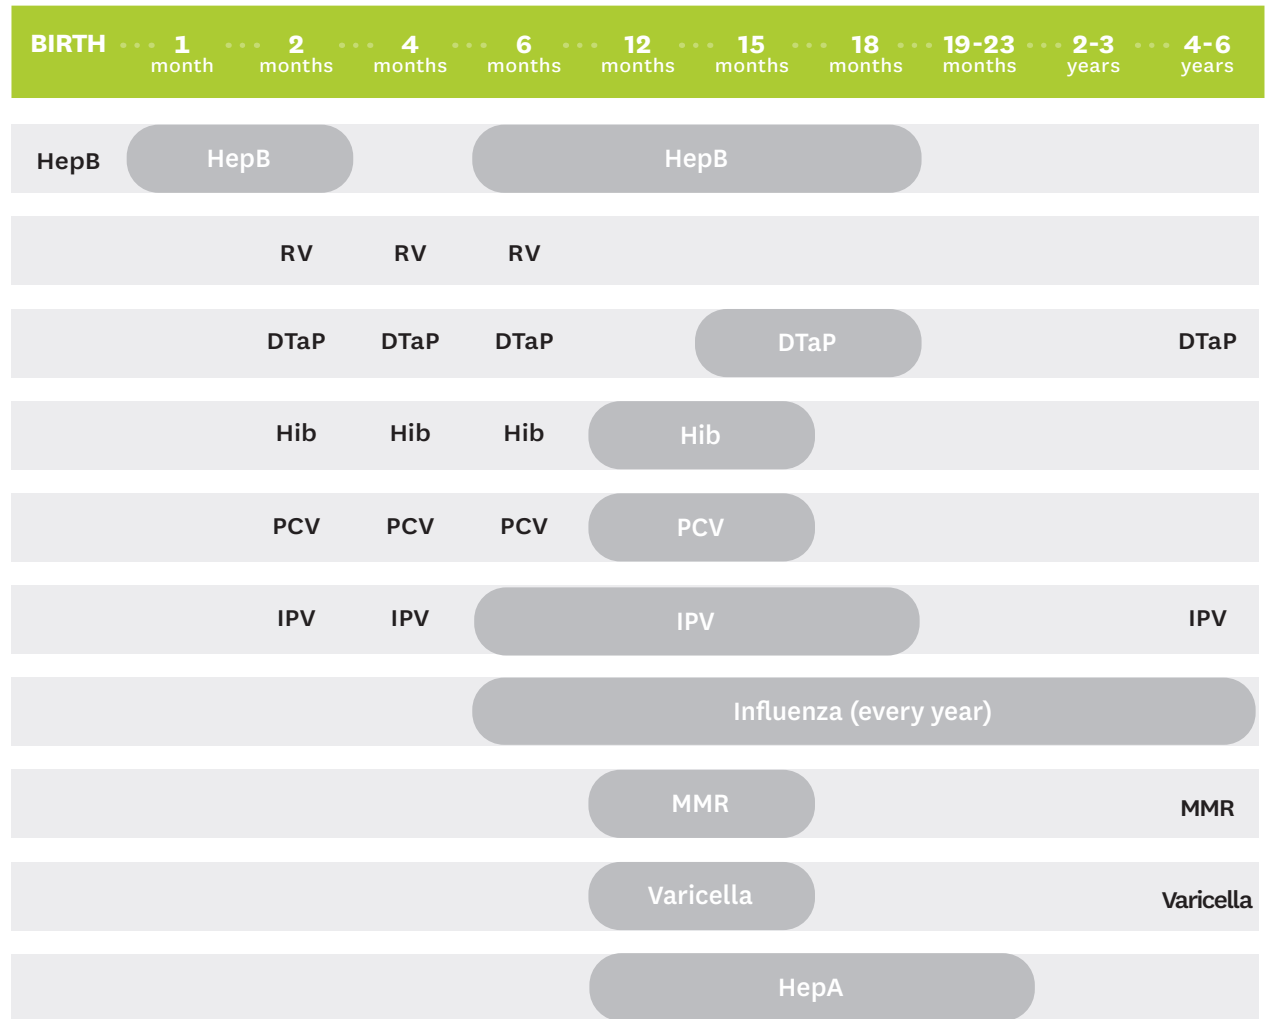 BIRTH 1 2 4 6 12 15 18 19-23 2-3 4-6
month months months months months months months months years years
HepB HepB HepB
RV RV RV
DTaP DTaP DTaP DTaP DTaP
Hib Hib Hib Hib
PCV PCV PCV PCV
IPV IPV IPV IPV
Influenza (every year)
MMR MMR
Varicella Varicella
HepA